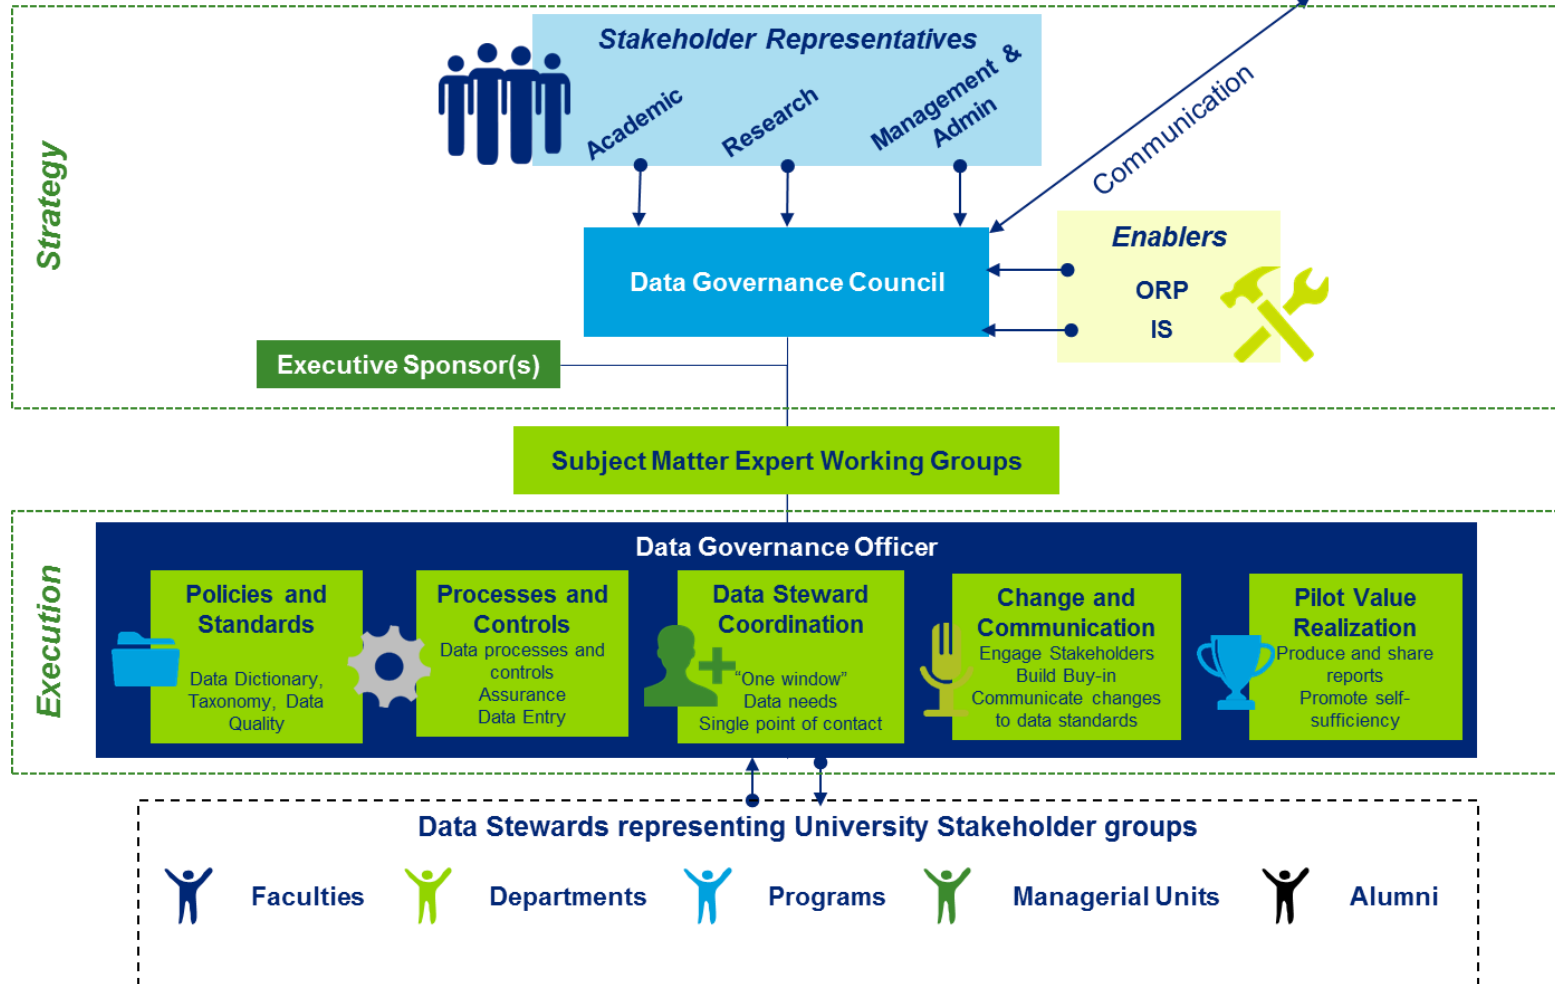 Stakeholder Representatives
Academic
Research
Management &
Admin
Communication
Strategy
Data Governance Council
Enablers
ORP
IS
Executive Sponsor(s)
Subject Matter Expert Working Groups
Execution
Data Governance Officer
Policies and
Standards
Data Dictionary,
Taxonomy, Data
Quality
Processes and
Controls
Data processes and
controls
Assurance
Data Entry
Data Steward
Coordination
“One window”
Data needs
Single point of contact
Change and
Communication
Engage Stakeholders
Build Buy-in
Communicate changes
to data standards
Pilot Value
Realization
Produce and share
reports
Promote self-
sufficiency
Data Stewards representing University Stakeholder groups
Faculties
Departments
Programs
Managerial Units
Alumni